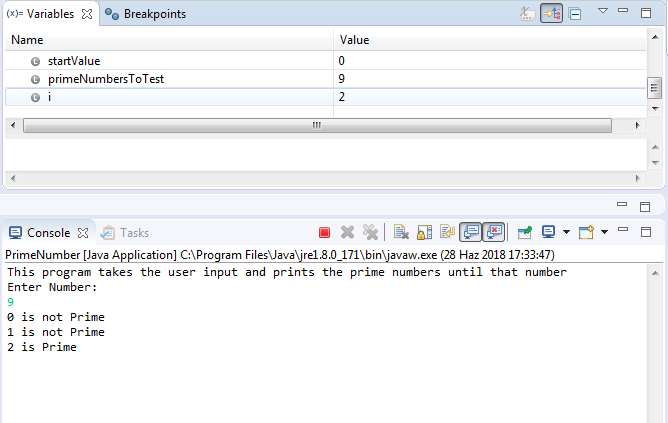 (x)= Variables Breakpoints
Name Value
startValue 0
primeNumbersToTest 9
i 2
Console Tasks
PrimeNumber [Java Application] C:\Program Files\Java\jre1.8.0_171\bin\javaw.exe (28 Haz 2018 17:33:47)
This program takes the user input and prints the prime numbers until that number
Enter Number:
9
0 is not Prime
1 is not Prime
2 is Prime